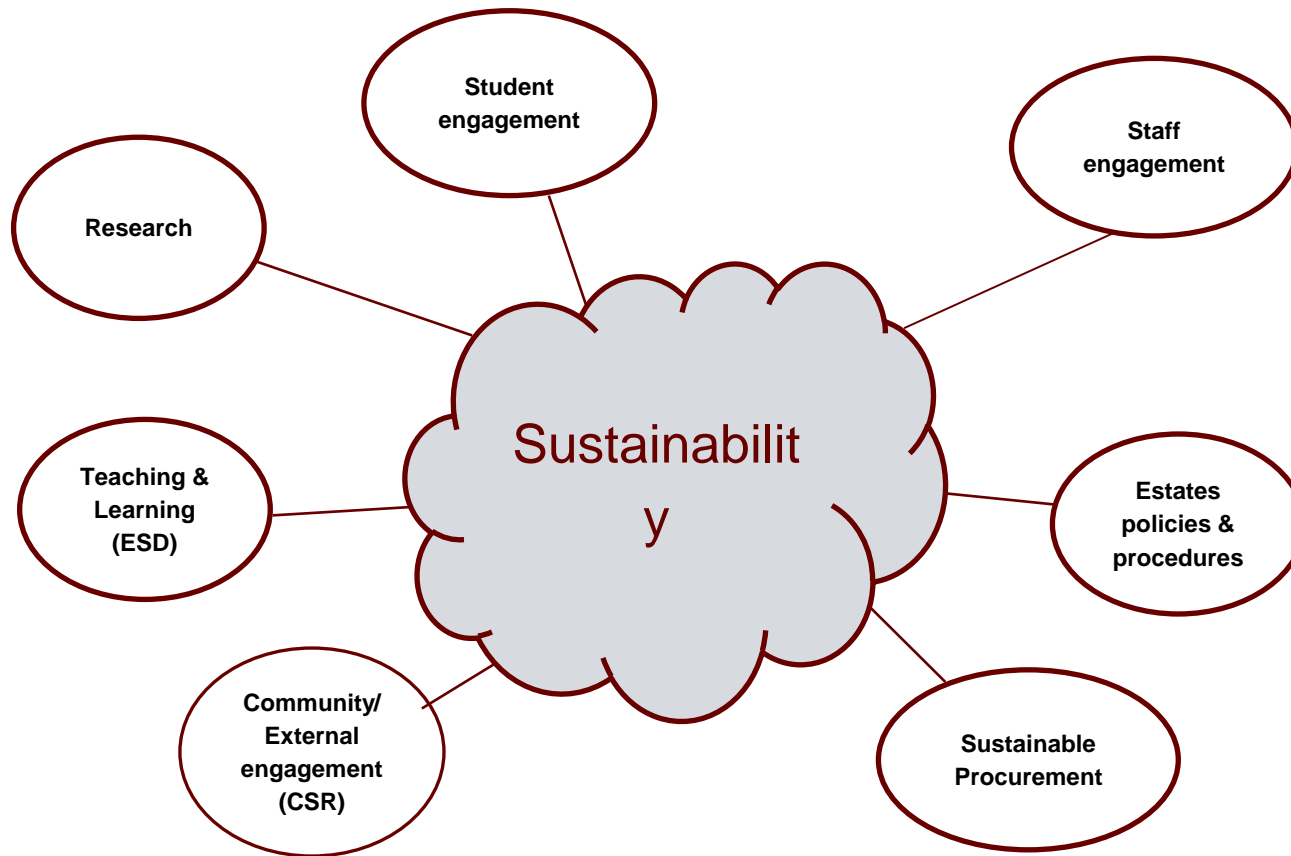 Student
engagement
Staff
engagement
Research
Sustainabilit
y
Teaching &
Learning
(ESD)
Estates
policies &
procedures
Community/
External
engagement
(CSR)
Sustainable
Procurement